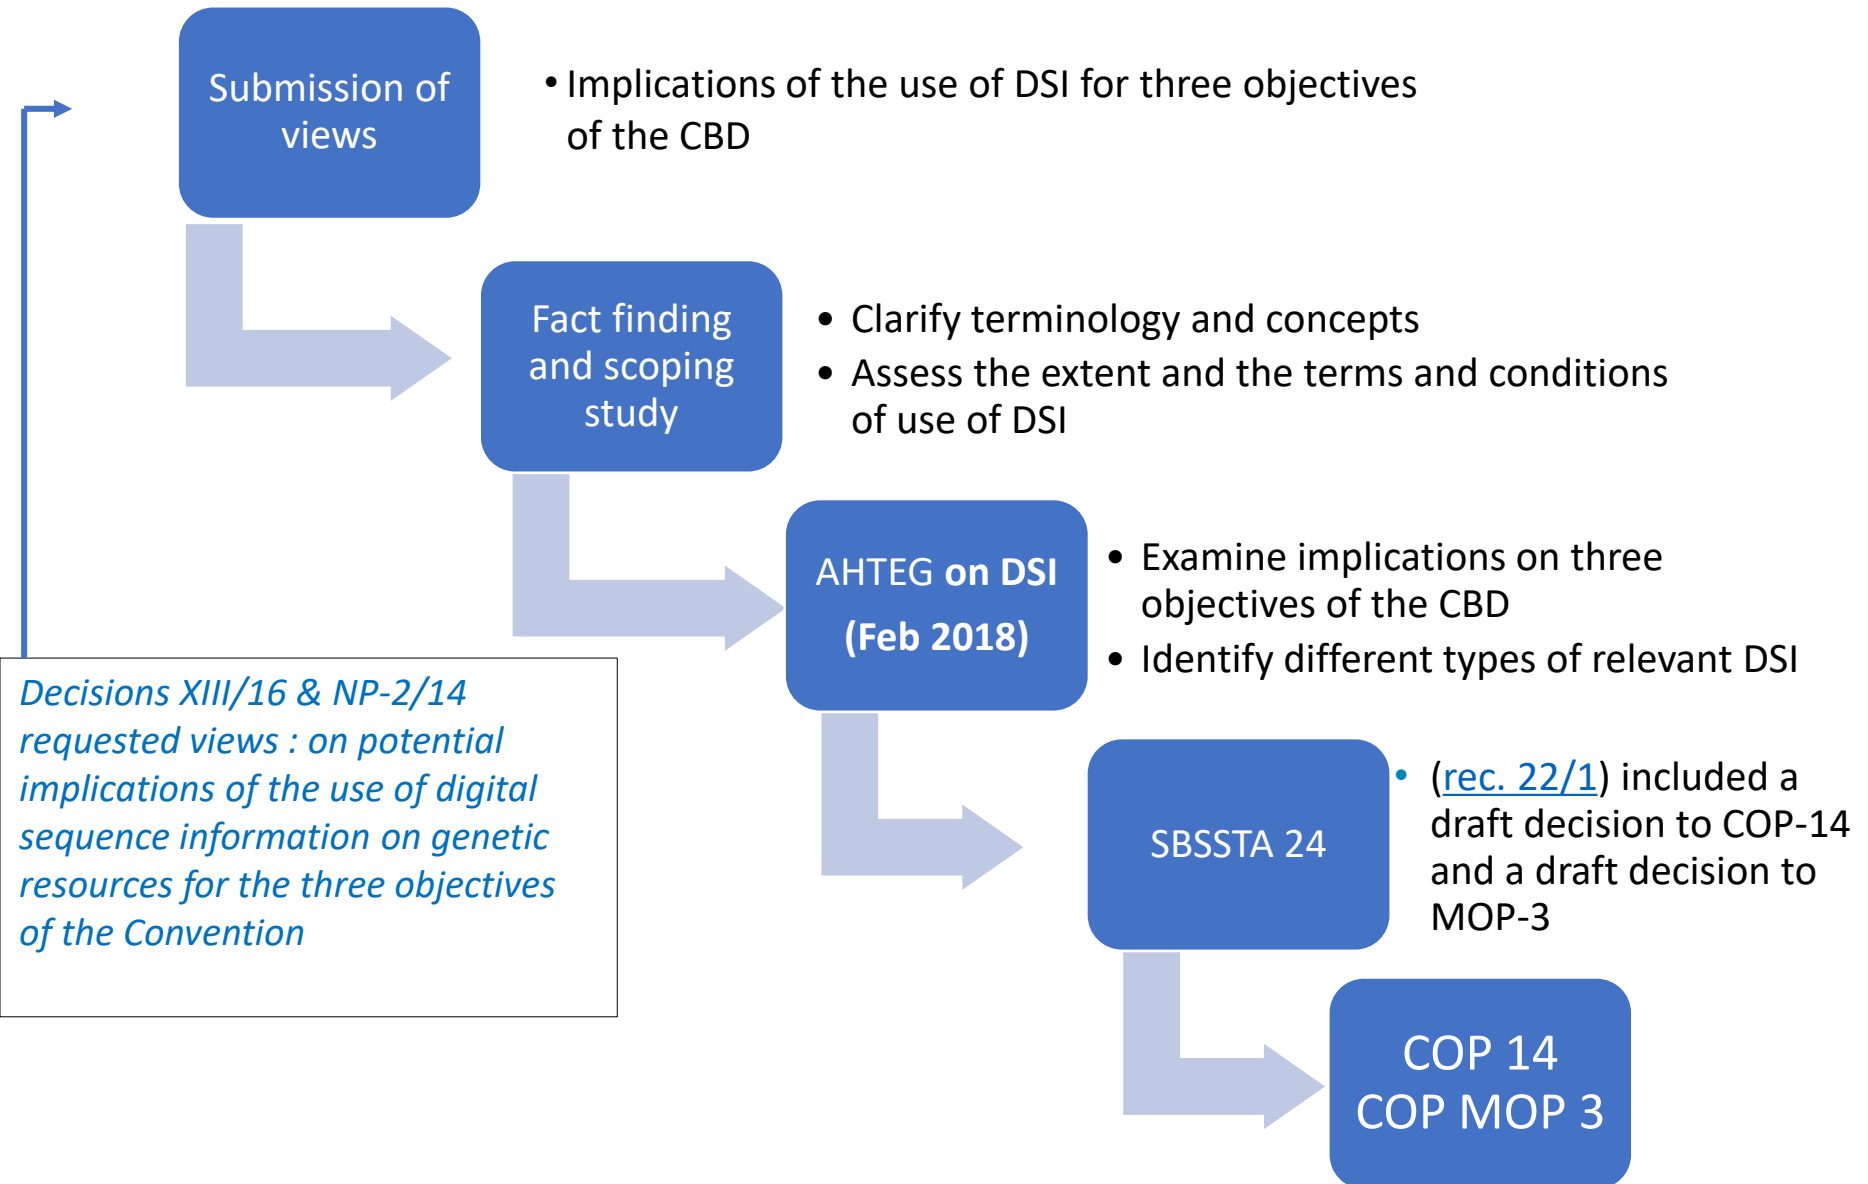 Submission of
views
• Implications of the use of DSI for three objectives
of the CBD
Fact finding
and scoping
study
• Clarify terminology and concepts
• Assess the extent and the terms and conditions
of use of DSI
AHTEG on DSI
(Feb 2018)
• Examine implications on three
objectives of the CBD
• Identify different types of relevant DSI
Decisions XIII/16 & NP-2/14
requested views : on potential
implications of the use of digital
sequence information on genetic
resources for the three objectives
of the Convention
SBSSTA 24
• (rec. 22/1) included a
draft decision to COP-14
and a draft decision to
MOP-3
COP 14
COP MOP 3